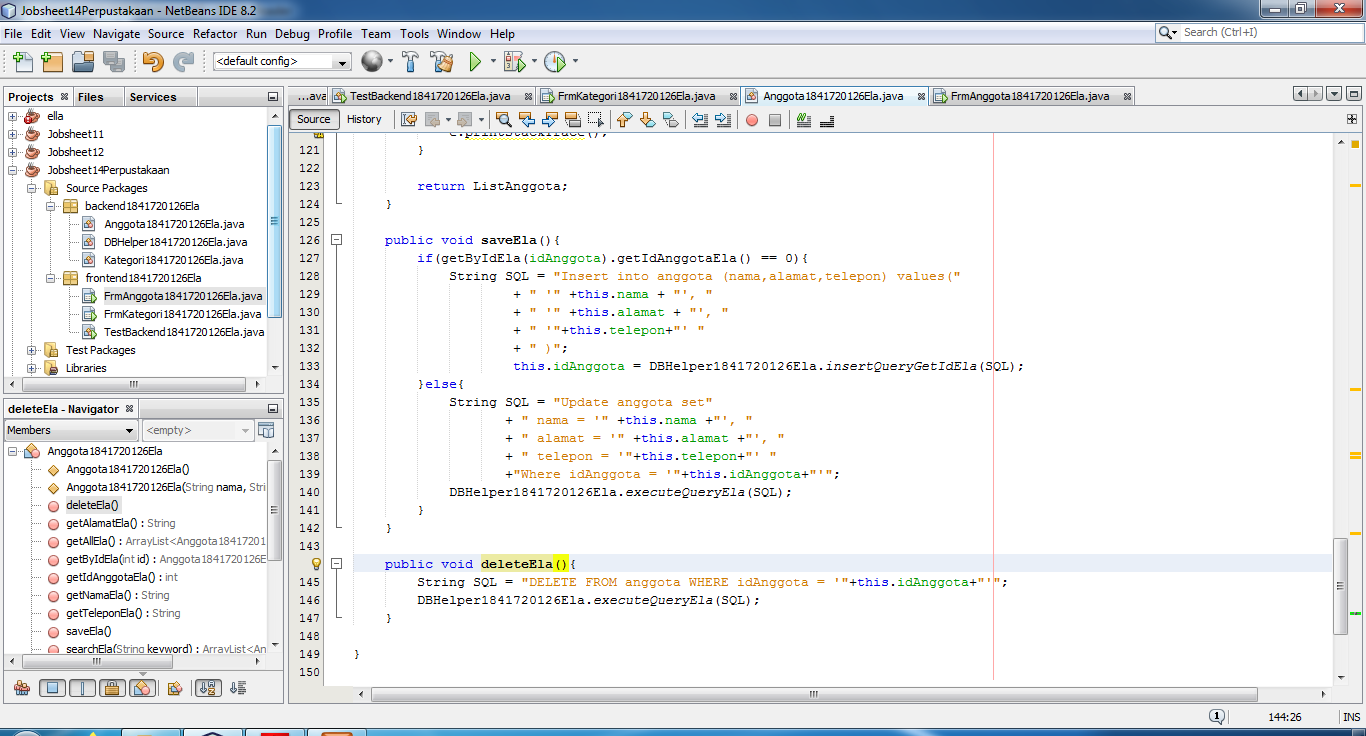 Jobsheet14Perpustakaan - NetBeans IDE 8.2
File Edit View Navigate Source Refactor Run Debug Profile Team Tools Window Help
Search (Ctrl+I)
<default config>
Projects Files Services
ella
Jobsheet11
Jobsheet12
Jobsheet14Perpustakaan
Source Packages
backend1841720126Ela
Anggota1841720126Ela.java
DBHelper1841720126Ela.java
Kategori1841720126Ela.java
frontend1841720126Ela
FrmAnggota1841720126Ela.java
FrmKategori1841720126Ela.java
TestBackend1841720126Ela.java
Test Packages
Libraries
deleteEla - Navigator
Members
<empty>
Anggota1841720126Ela
Anggota1841720126Ela()
Anggota1841720126Ela(String nama, Stri
deleteEla()
getAlamatEla() : String
getAllEla() : ArrayList<Anggota18417201
getByIdEla(int id) : Anggota1841720126E
getIdAnggotaEla() : int
getNamaEla() : String
getTeleponEla() : String
saveEla()
searchEla(String keyword) : ArrayList<An
...ava TestBackend1841720126Ela.java FrmKategori1841720126Ela.java Anggota1841720126Ela.java FrmAnggota1841720126Ela.java
Source History
e.printStackTrace();
121 }
122
123 return ListAnggota;
124 }
125
126 public void saveEla(){
127 if(getByIdEla(idAnggota).getIdAnggotaEla() == 0){
128 String SQL = "Insert into anggota (nama,alamat,telepon) values("
129 + " '" +this.nama + "', "
130 + " '" +this.alamat + "', "
131 + " '"+this.telepon+"' "
132 + " )";
133 this.idAnggota = DBHelper1841720126Ela.insertQueryGetIdEla(SQL);
134 }else{
135 String SQL = "Update anggota set"
136 + " nama = '" +this.nama +"', "
137 + " alamat = '" +this.alamat +"', "
138 + " telepon = '"+this.telepon+"' "
139 +"Where idAnggota = '"+this.idAnggota+"'";
140 DBHelper1841720126Ela.executeQueryEla(SQL);
141 }
142 }
143
public void deleteEla(){
145 String SQL = "DELETE FROM anggota WHERE idAnggota = '"+this.idAnggota+"'";
146 DBHelper1841720126Ela.executeQueryEla(SQL);
147 }
148
149 }
150
1
144:26
INS